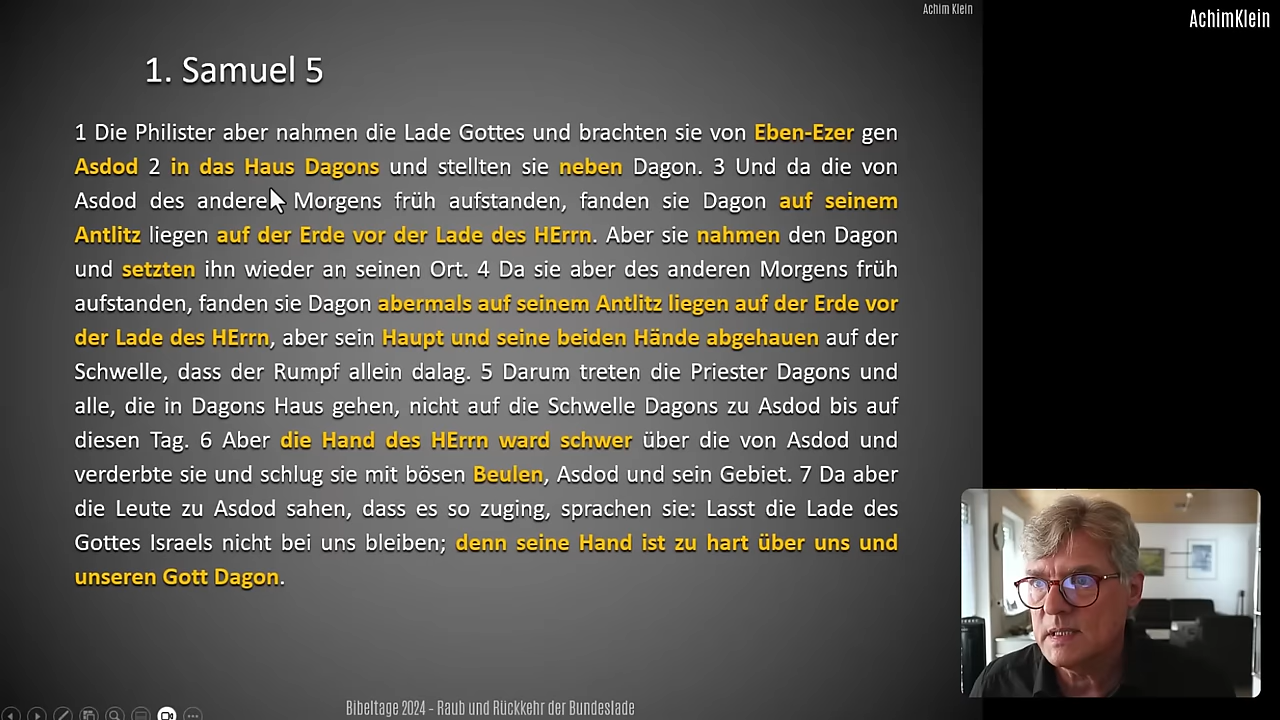 Achim Klein
AchimKlein
1. Samuel 5
1 Die Philister aber nahmen die Lade Gottes und brachten sie von Eben-Ezer gen
Asdod 2 in das Haus Dagons und stellten sie neben Dagon. 3 Und da die von
Asdod des andere Morgens früh aufstanden, fanden sie Dagon auf seinem
Antlitz liegen auf der Erde vor der Lade des HErrn. Aber sie nahmen den Dagon
und setzten ihn wieder an seinen Ort. 4 Da sie aber des anderen Morgens früh
aufstanden, fanden sie Dagon abermals auf seinem Antlitz liegen auf der Erde vor
der Lade des HErrn, aber sein Haupt und seine beiden Hände abgehauen auf der
Schwelle, dass der Rumpf allein dalag. 5 Darum treten die Priester Dagons und
alle, die in Dagons Haus gehen, nicht auf die Schwelle Dagons zu Asdod bis auf
diesen Tag. 6 Aber die Hand des HErrn ward schwer über die von Asdod und
verderbte sie und schlug sie mit bösen Beulen, Asdod und sein Gebiet. 7 Da aber
die Leute zu Asdod sahen, dass es so zuging, sprachen sie: Lasst die Lade des
Gottes Israels nicht bei uns bleiben; denn seine Hand ist zu hart über uns und
unseren Gott Dagon.
Bibeltage 2024 – Raub und Rückkehr der Bundeslade